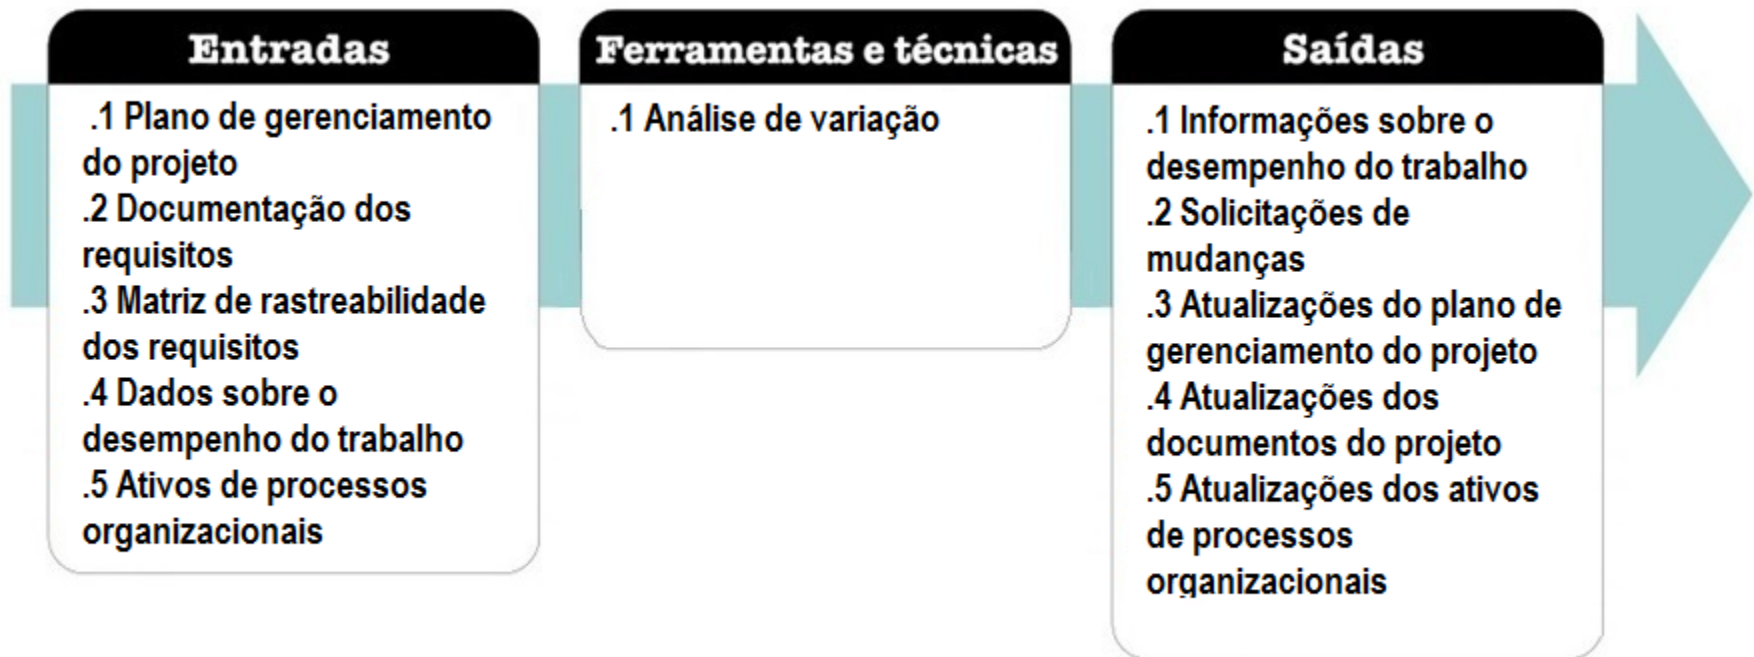 Entradas
.1 Plano de gerenciamento
do projeto
.2 Documentação dos
requisitos
.3 Matriz de rastreabilidade
dos requisitos
.4 Dados sobre o
desempenho do trabalho
.5 Ativos de processos
organizacionais
Ferramentas e técnicas
.1 Análise de variação
Saídas
.1 Informações sobre o
desempenho do trabalho
.2 Solicitações de
mudanças
.3 Atualizações do plano de
gerenciamento do projeto
.4 Atualizações dos
documentos do projeto
.5 Atualizações dos ativos
de processos
organizacionais